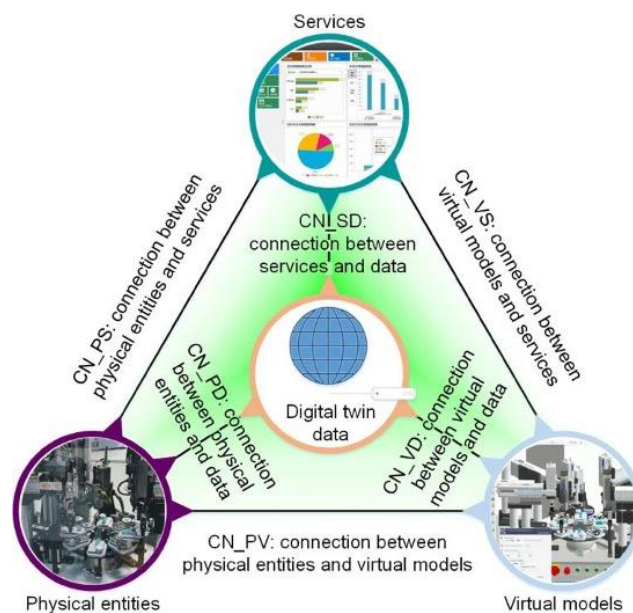 Services
CN_SD:
connection between
services and data
CN_PS: connection between
physical entities and services
CN_VS: connection between
virtual models and services
CN_PD: connection
between physical
entities and data
Digital twin
data
CN_VD: connection
between virtual
models and data
CN_PV: connection between
physical entities and virtual models
Physical entities
Virtual models